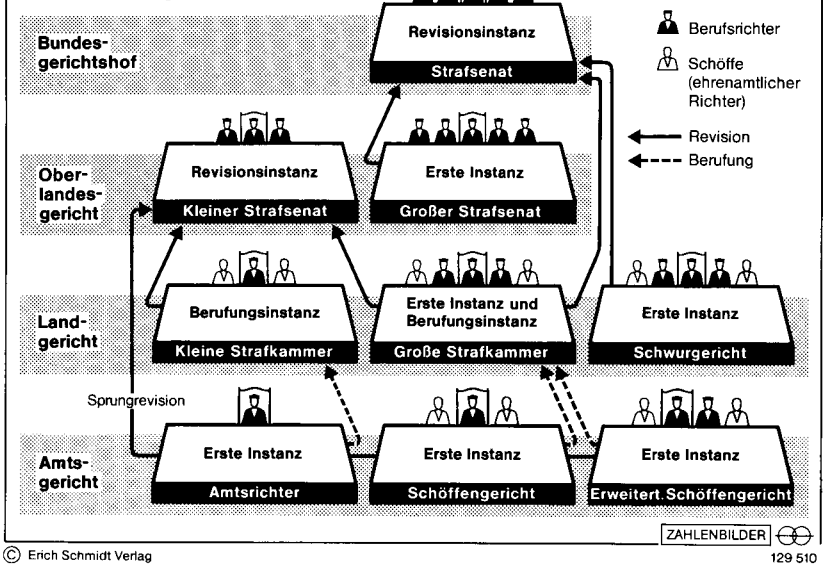 Bundes-
gerichtshof
Revisionsinstanz
Strafsenat
Berufsrichter
Schöffe
(ehrenamtlicher
Richter)
Revision
Berufung
Ober-
landes-
gericht
Revisionsinstanz
Kleiner Strafsenat
Erste Instanz
Großer Strafsenat
Land-
gericht
Berufungsinstanz
Kleine Strafkammer
Erste Instanz und
Berufungsinstanz
Große Strafkammer
Erste Instanz
Schwurgericht
Sprungrevision
Amts-
gericht
Erste Instanz
Amtsrichter
Erste Instanz
Schöffengericht
Erste Instanz
Erweitert.Schöffengericht
ZAHLENBILDER
© Erich Schmidt Verlag
129 510